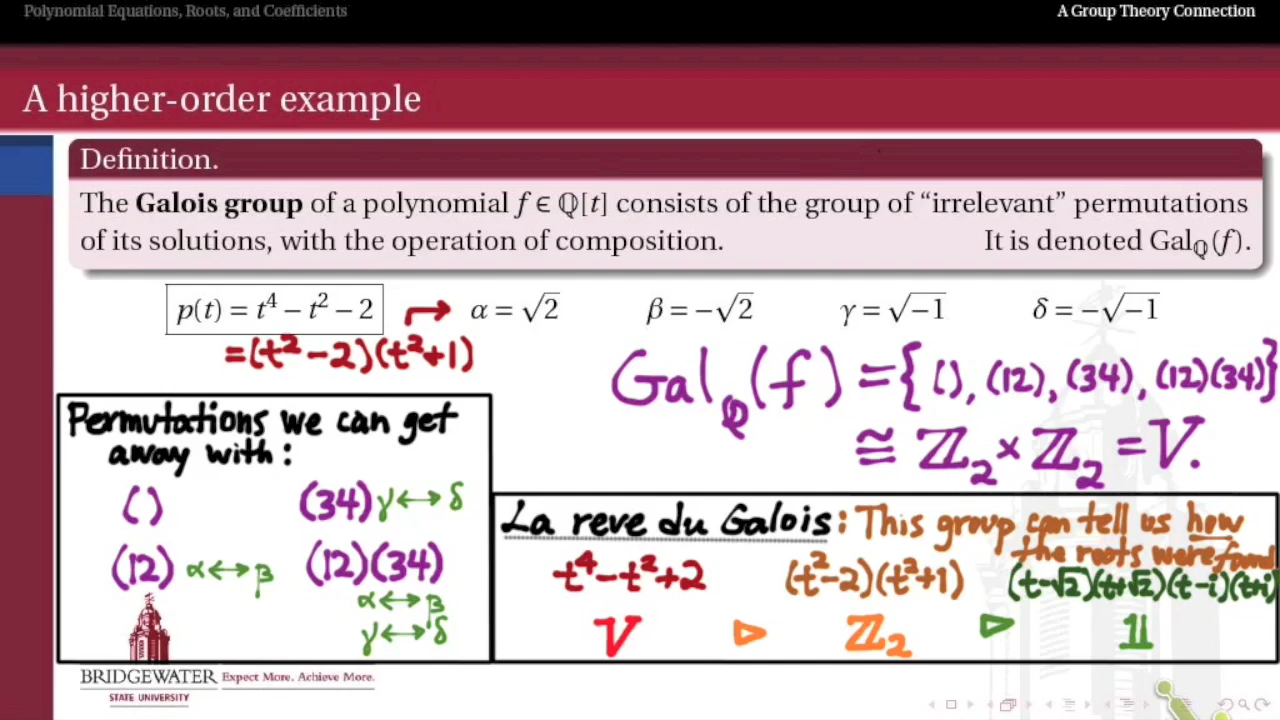 Polynomial Equations, Roots, and Coefficients
A Group Theory Connection
A higher-order example
Definition.
The Galois group of a polynomial f ∈ ℚ[t] consists of the group of “irrelevant” permutations
of its solutions, with the operation of composition.
It is denoted Gal_ℚ(f).
p(t) = t⁴ − t² − 2
α = √2
β = −√2
γ = √−1
δ = −√−1
=(t²−2)(t²+1)
Gal_ℚ(f) = {(), (12), (34), (12)(34)}
≅ ℤ₂ × ℤ₂ = V.
Permutations we can get
away with:
()
(34) γ↔δ
(12) α↔β
(12)(34)
α↔β
γ↔δ
La reve du Galois: This group can tell us how
the roots were found
t⁴−t²+2
(t²−2)(t²+1)
(t−√2)(t+√2)(t−i)(t+i)
V ▷ ℤ₂ ▷ 𝟙
BRIDGEWATER
STATE UNIVERSITY
Expect More. Achieve More.